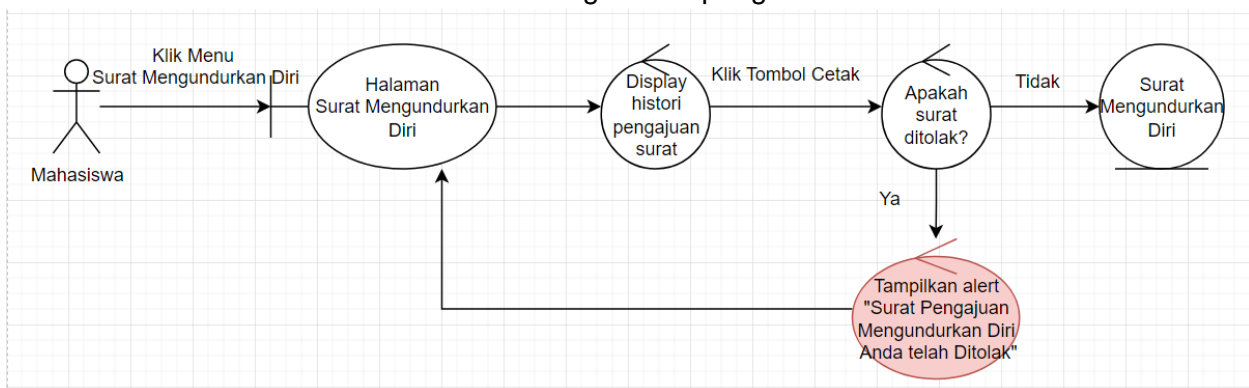 Klik Menu
Surat Mengundurkan Diri
Mahasiswa
Halaman
Surat Mengundurkan
Diri
Display
histori
pengajuan
surat
Klik Tombol Cetak
Apakah
surat
ditolak?
Tidak
Surat
Mengundurkan
Diri
Ya
Tampilkan alert
"Surat Pengajuan
Mengundurkan Diri
Anda telah Ditolak"